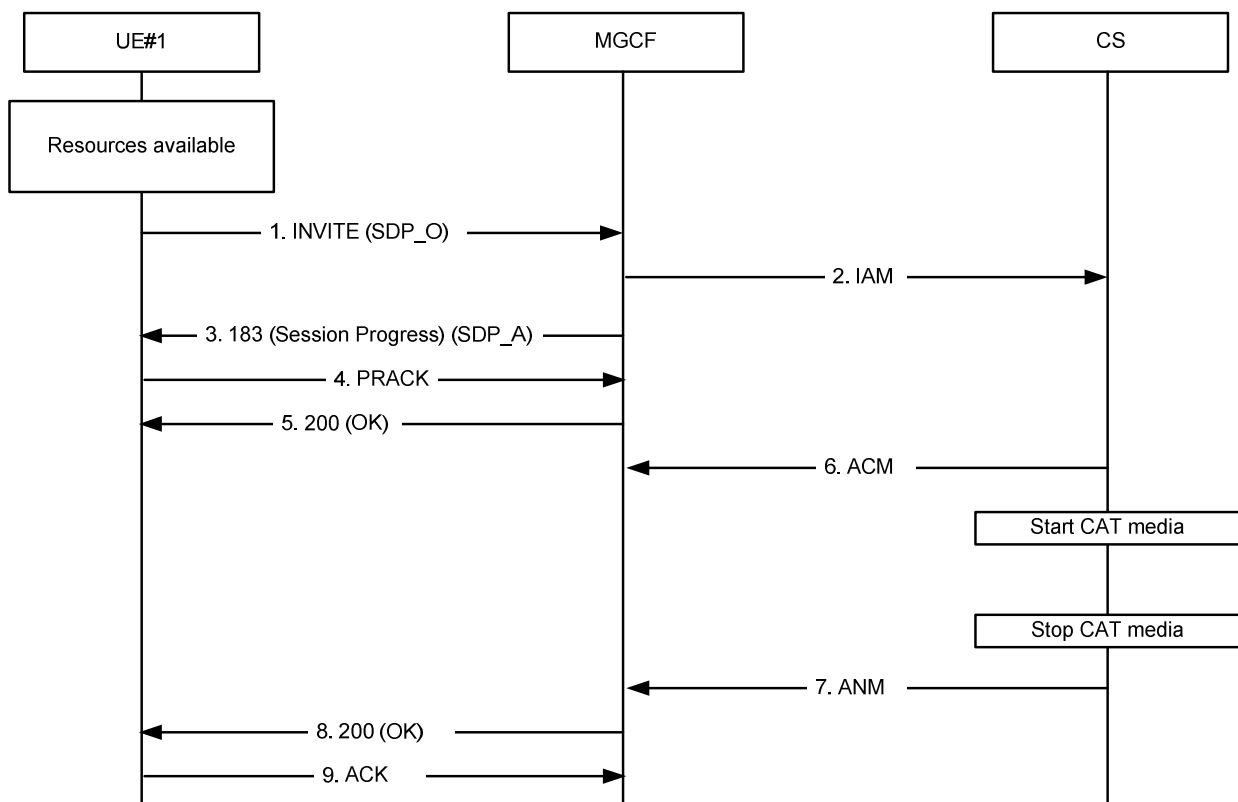 UE#1
MGCF
CS
Resources available
1. INVITE (SDP_O)
2. IAM
3. 183 (Session Progress) (SDP_A)
4. PRACK
5. 200 (OK)
6. ACM
Start CAT media
Stop CAT media
7. ANM
8. 200 (OK)
9. ACK